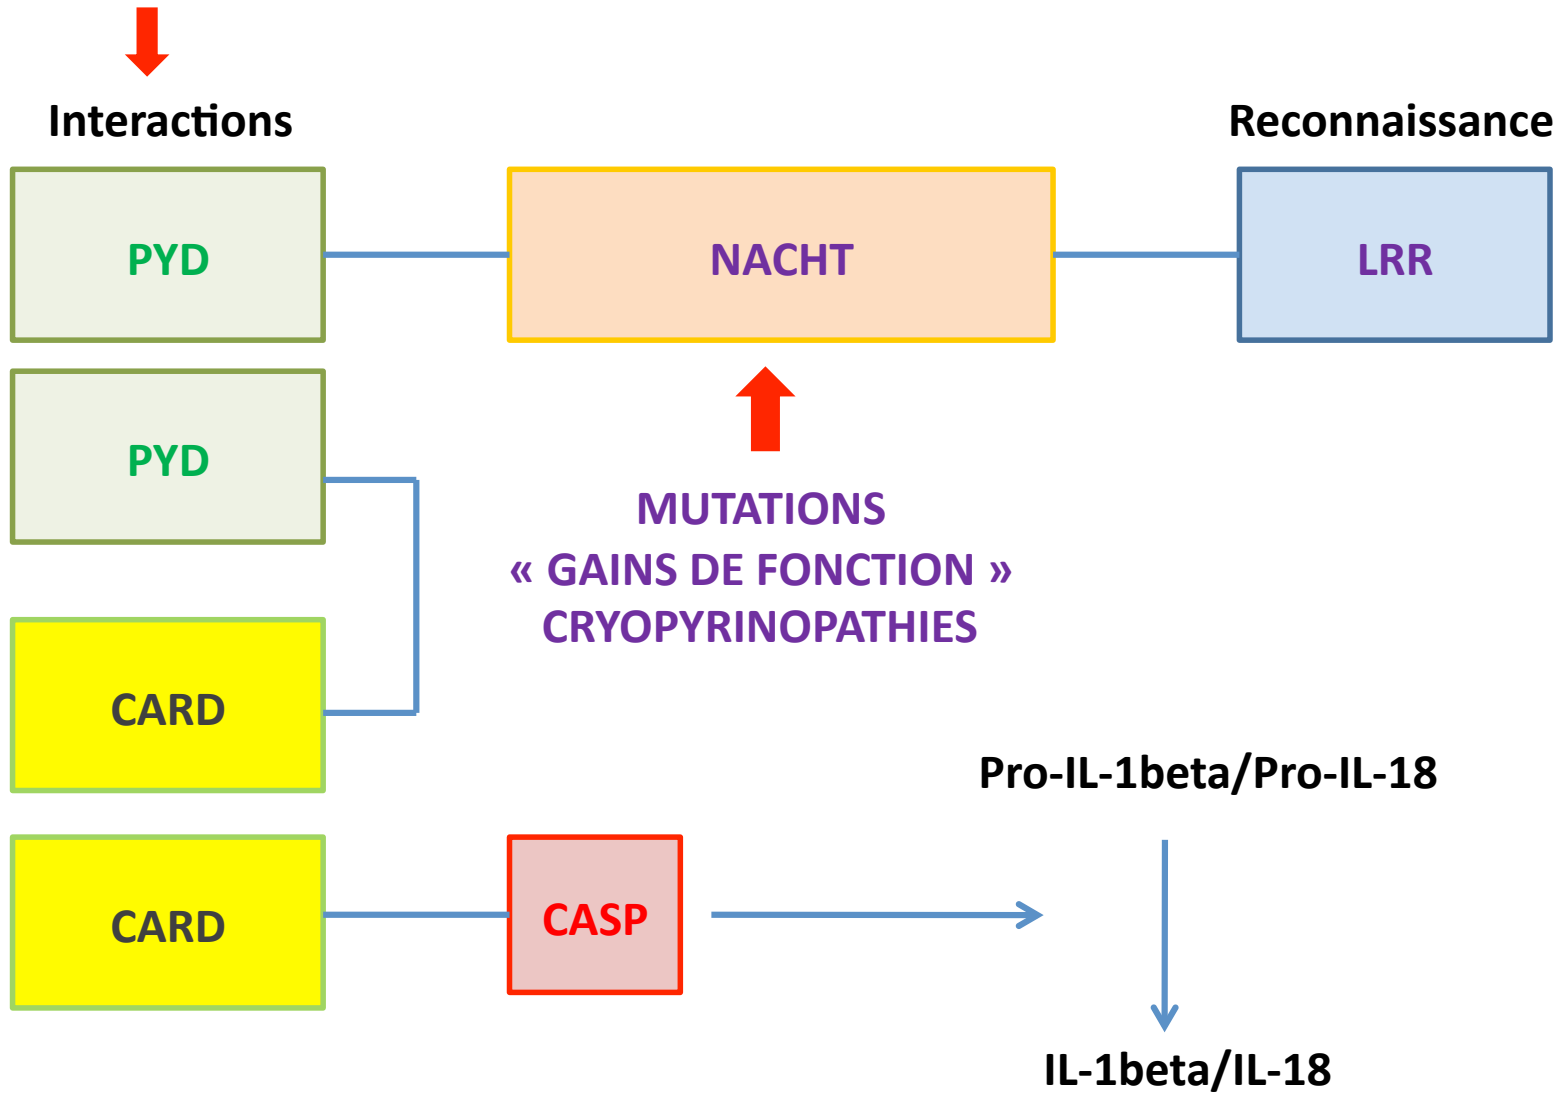 Interactions
Reconnaissance
PYD
NACHT
LRR
PYD
MUTATIONS
« GAINS DE FONCTION »
CRYOPYRINOPATHIES
CARD
Pro-IL-1beta/Pro-IL-18
CARD
CASP
IL-1beta/IL-18